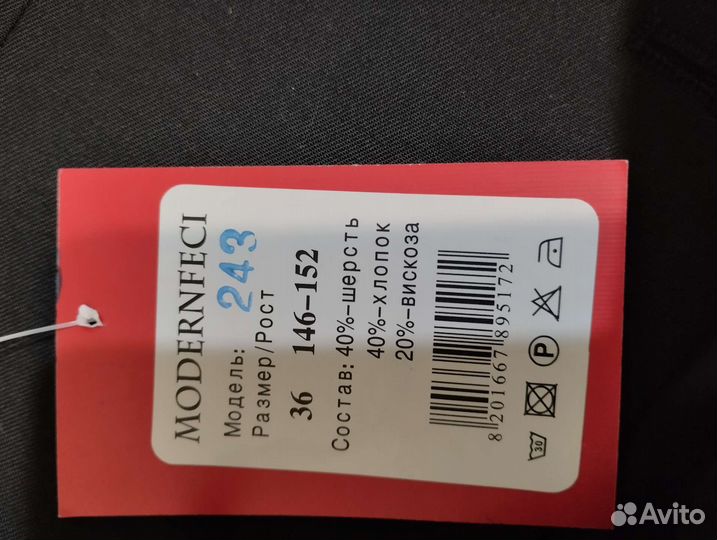 MODERNFECI
Модель: 243
Размер/Рост
36 146-152
Состав: 40%-шерсть
40%-хлопок
20%-вискоза
8 201667 895172
30
P
Avito